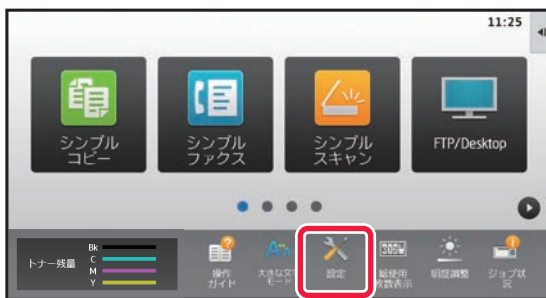 11:25
シンプル
コピー
シンプル
ファクス
シンプル
スキャン
FTP/Desktop
トナー残量
Bk
C
M
Y
操作
ガイド
大きな文字
モード
設定
総使用
枚数表示
明度調整
ジョブ状
況